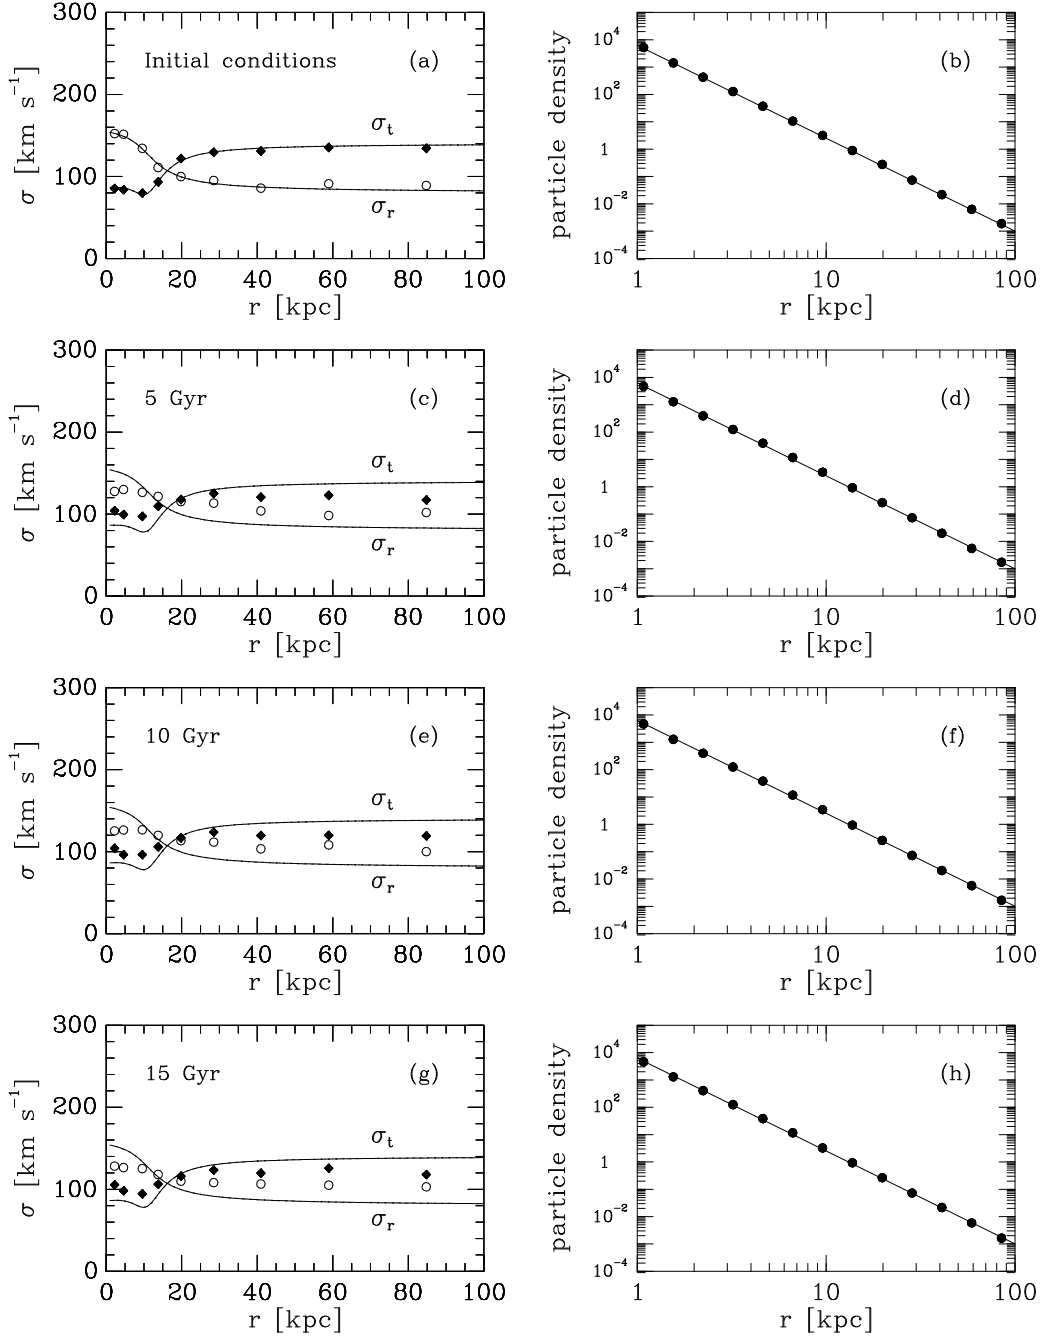 300
200
100
0
σ [km s⁻¹]
Initial conditions
(a)
σt
σr
0 20 40 60 80 100
r [kpc]
10⁴
10²
1
10⁻²
10⁻⁴
particle density
(b)
1 10 100
r [kpc]
300
200
100
0
σ [km s⁻¹]
5 Gyr
(c)
σt
σr
0 20 40 60 80 100
r [kpc]
10⁴
10²
1
10⁻²
10⁻⁴
particle density
(d)
1 10 100
r [kpc]
300
200
100
0
σ [km s⁻¹]
10 Gyr
(e)
σt
σr
0 20 40 60 80 100
r [kpc]
10⁴
10²
1
10⁻²
10⁻⁴
particle density
(f)
1 10 100
r [kpc]
300
200
100
0
σ [km s⁻¹]
15 Gyr
(g)
σt
σr
0 20 40 60 80 100
r [kpc]
10⁴
10²
1
10⁻²
10⁻⁴
particle density
(h)
1 10 100
r [kpc]